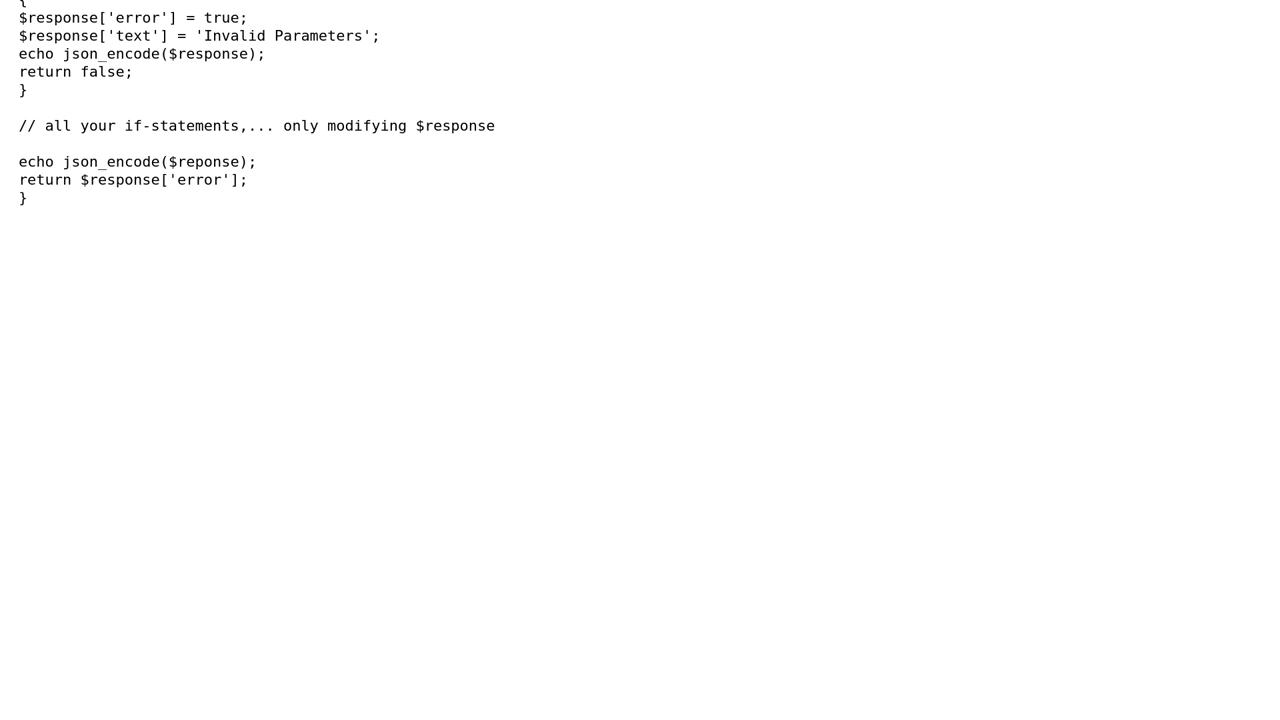 {
$response['error'] = true;
$response['text'] = 'Invalid Parameters';
echo json_encode($response);
return false;
}
// all your if-statements,... only modifying $response
echo json_encode($reponse);
return $response['error'];
}